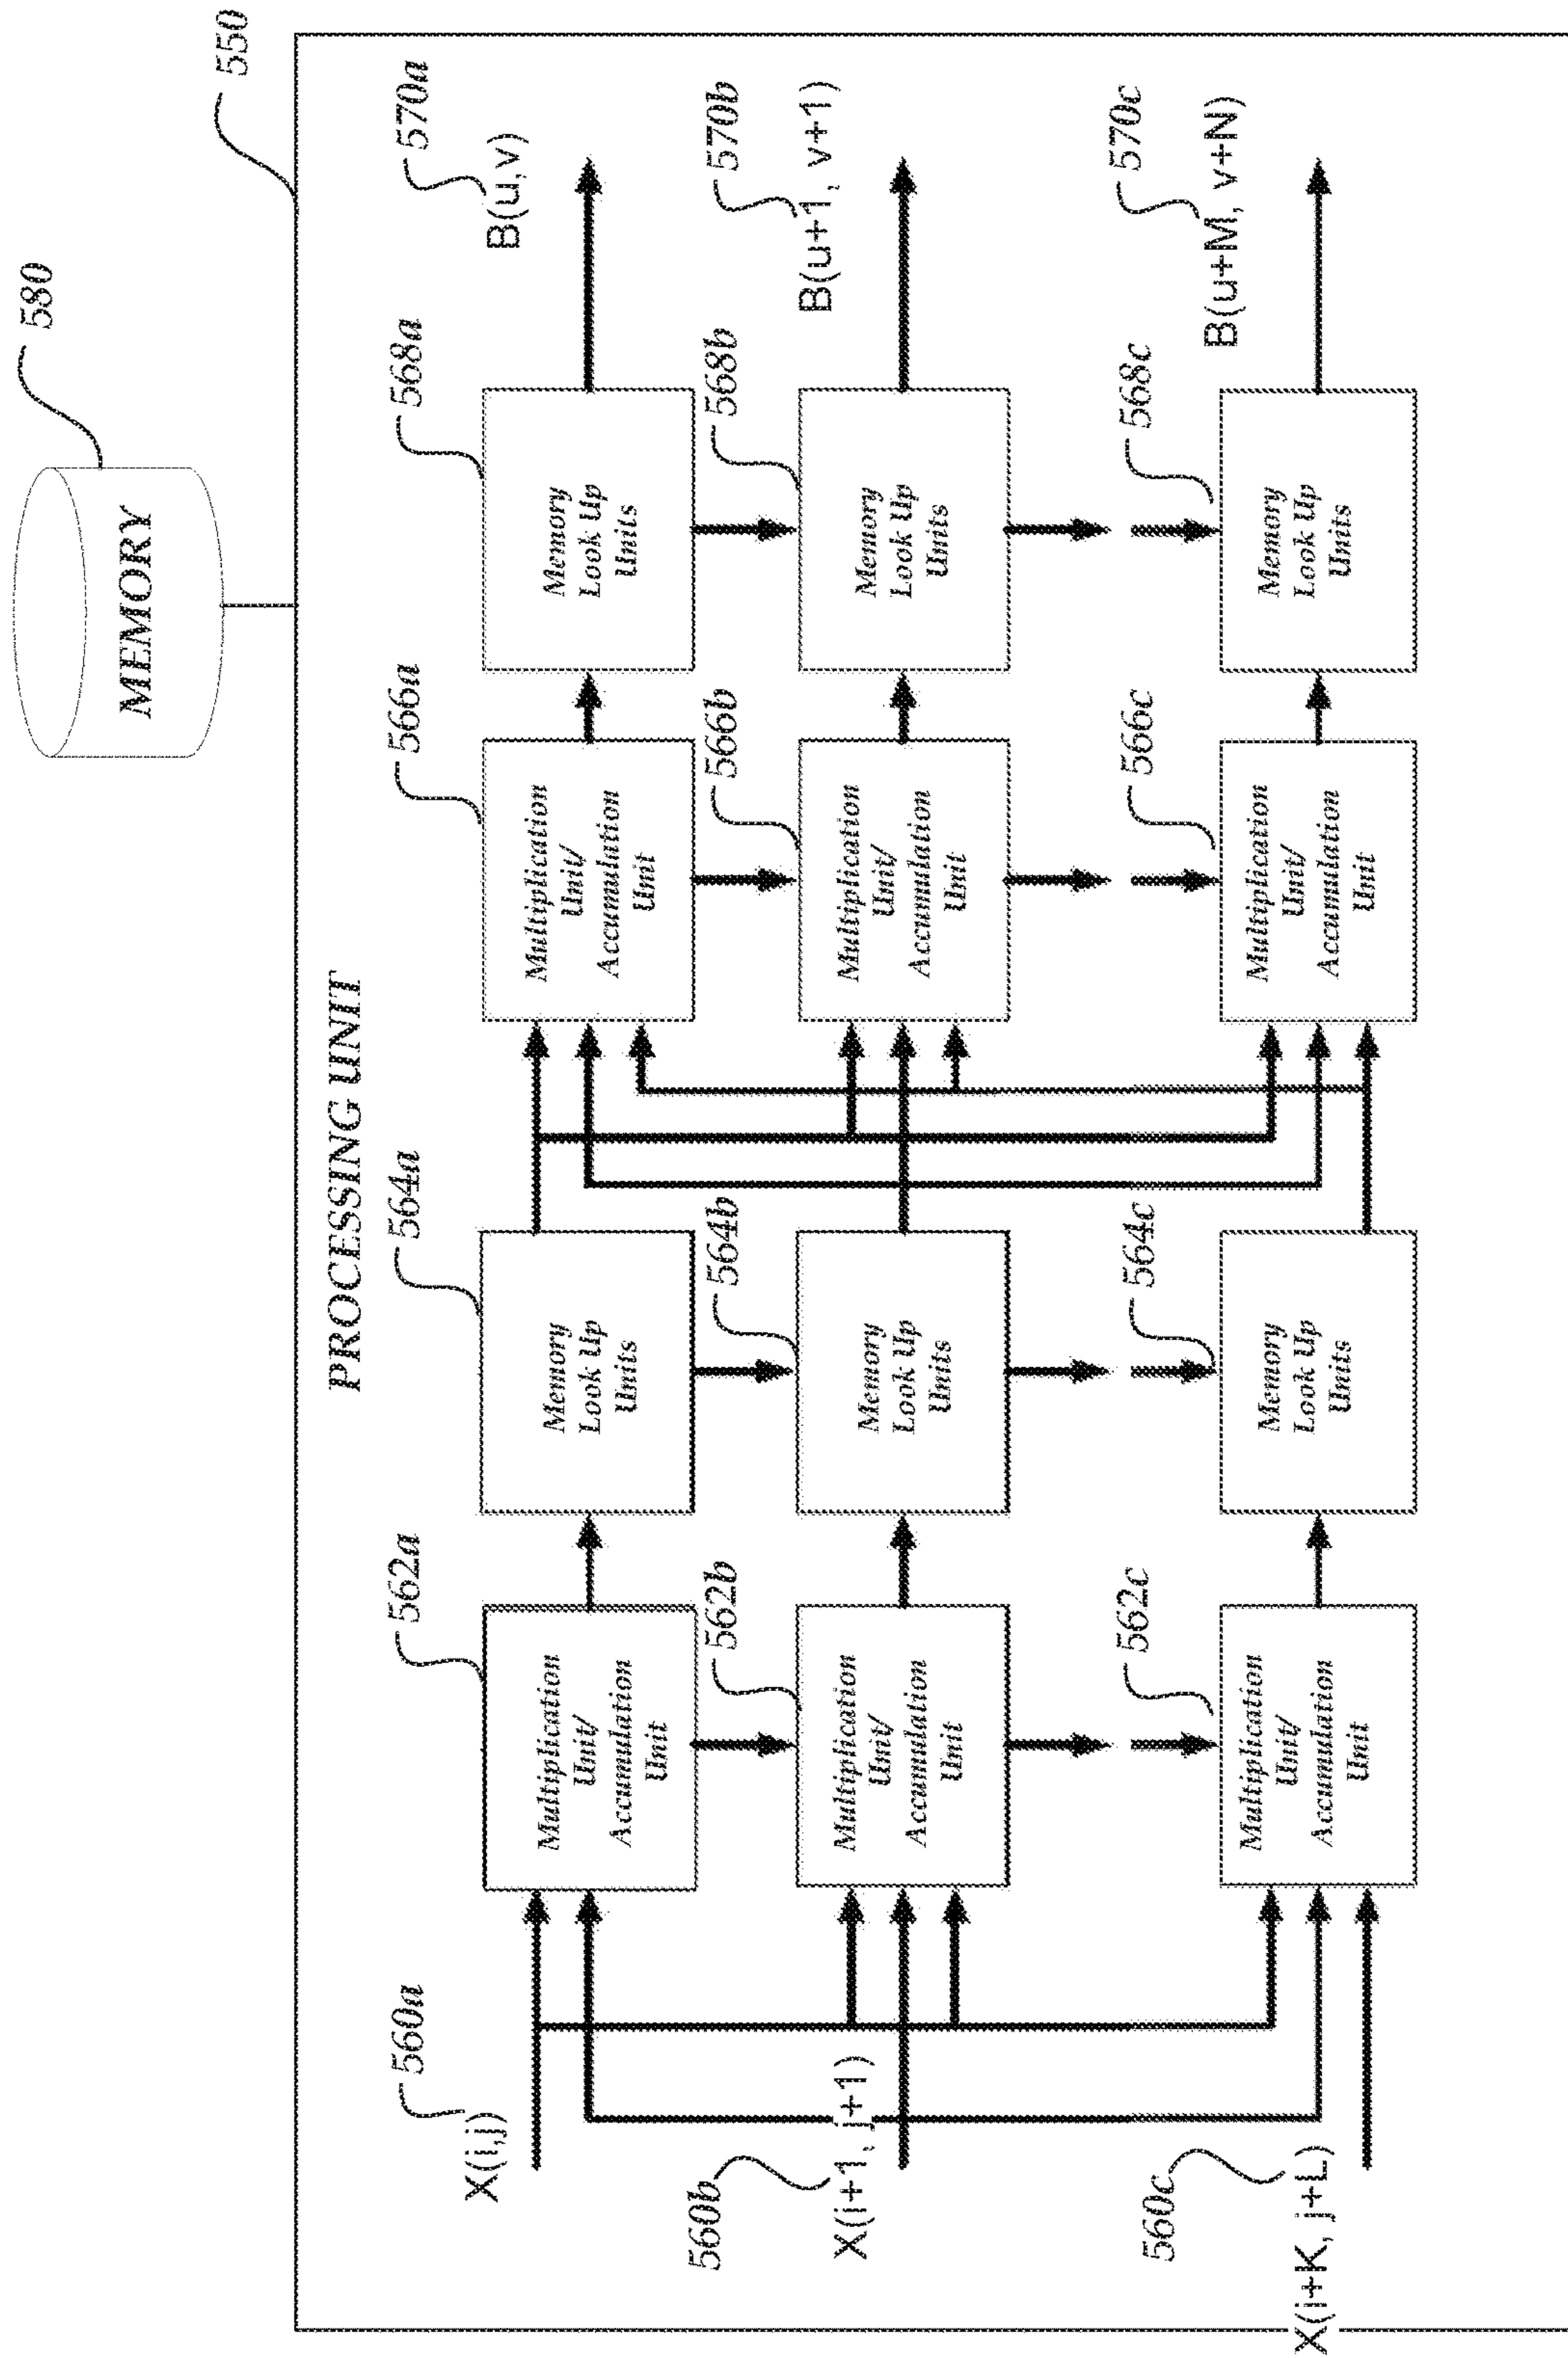 580
MEMORY
550
PROCESSING UNIT
560a
X(i,j)
562a
Multiplication
Unit/
Accumulation
Unit
564a
Memory
Look Up
Units
566a
Multiplication
Unit/
Accumulation
Unit
568a
Memory
Look Up
Units
570a
B(u,v)
560b
X(i+1, j+1)
562b
Multiplication
Unit/
Accumulation
Unit
564b
Memory
Look Up
Units
566b
Multiplication
Unit/
Accumulation
Unit
568b
Memory
Look Up
Units
570b
B(u+1, v+1)
560c
X(i+K, j+L)
562c
Multiplication
Unit/
Accumulation
Unit
564c
Memory
Look Up
Units
566c
Multiplication
Unit/
Accumulation
Unit
568c
Memory
Look Up
Units
570c
B(u+M, v+N)